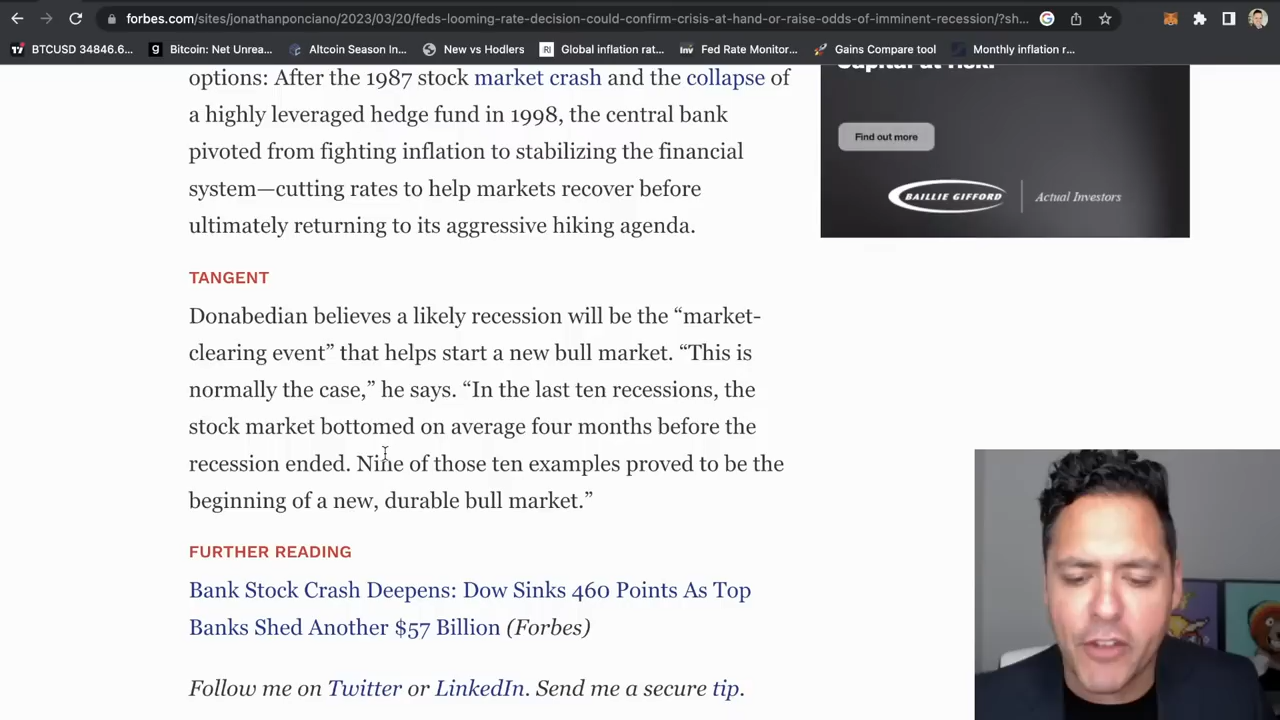 forbes.com/sites/jonathanponciano/2023/03/20/feds-looming-rate-decision-could-confirm-crisis-at-hand-or-raise-odds-of-imminent-recession/?sh...
BTCUSD 34846.6...
Bitcoin: Net Unrea...
Altcoin Season In...
New vs Hodlers
RI Global inflation rat...
Inv Fed Rate Monitor...
Gains Compare tool
Monthly inflation r...
options: After the 1987 stock market crash and the collapse of
a highly leveraged hedge fund in 1998, the central bank
pivoted from fighting inflation to stabilizing the financial
system—cutting rates to help markets recover before
ultimately returning to its aggressive hiking agenda.
Capital at risk.
Find out more
BAILLIE GIFFORD
Actual Investors
TANGENT
Donabedian believes a likely recession will be the “market-
clearing event” that helps start a new bull market. “This is
normally the case,” he says. “In the last ten recessions, the
stock market bottomed on average four months before the
recession ended. Nine of those ten examples proved to be the
beginning of a new, durable bull market.”
FURTHER READING
Bank Stock Crash Deepens: Dow Sinks 460 Points As Top
Banks Shed Another $57 Billion (Forbes)
Follow me on Twitter or LinkedIn. Send me a secure tip.